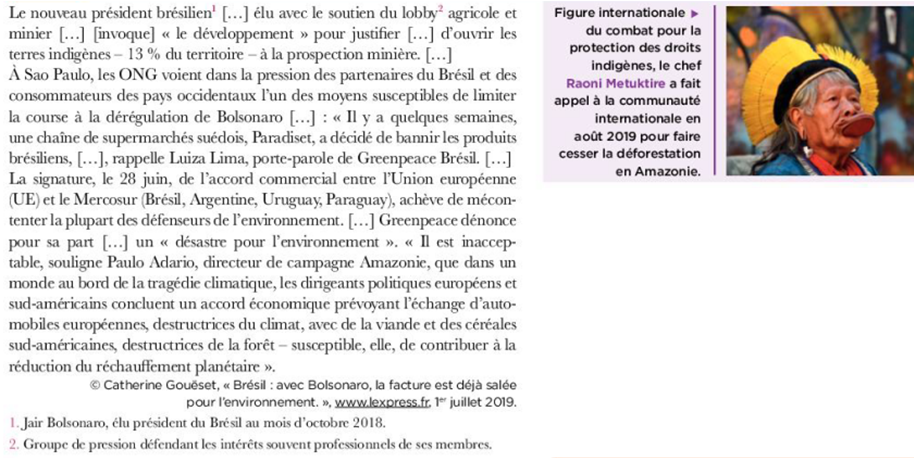 Le nouveau président brésilien¹ […] élu avec le soutien du lobby² agricole et
minier […] [invoque] « le développement » pour justifier […] d’ouvrir les
terres indigènes – 13 % du territoire – à la prospection minière. […]
À Sao Paulo, les ONG voient dans la pression des partenaires du Brésil et des
consommateurs des pays occidentaux l’un des moyens susceptibles de limiter
la course à la dérégulation de Bolsonaro […] : « Il y a quelques semaines,
une chaîne de supermarchés suédois, Paradiset, a décidé de bannir les produits
brésiliens, […], rappelle Luiza Lima, porte-parole de Greenpeace Brésil. […]
La signature, le 28 juin, de l’accord commercial entre l’Union européenne
(UE) et le Mercosur (Brésil, Argentine, Uruguay, Paraguay), achève de mécon-
tenter la plupart des défenseurs de l’environnement. […] Greenpeace dénonce
pour sa part […] un « désastre pour l’environnement ». « Il est inaccep-
table, souligne Paulo Adario, directeur de campagne Amazonie, que dans un
monde au bord de la tragédie climatique, les dirigeants politiques européens et
sud-américains concluent un accord économique prévoyant l’échange d’auto-
mobiles européennes, destructrices du climat, avec de la viande et des céréales
sud-américaines, destructrices de la forêt – susceptible, elle, de contribuer à la
réduction du réchauffement planétaire ».
© Catherine Gouëset, « Brésil : avec Bolsonaro, la facture est déjà salée
pour l’environnement. », www.lexpress.fr, 1er juillet 2019.
1. Jair Bolsonaro, élu président du Brésil au mois d’octobre 2018.
2. Groupe de pression défendant les intérêts souvent professionnels de ses membres.
Figure internationale ▶
du combat pour la
protection des droits
indigènes, le chef
Raoni Metuktire a fait
appel à la communauté
internationale en
août 2019 pour faire
cesser la déforestation
en Amazonie.